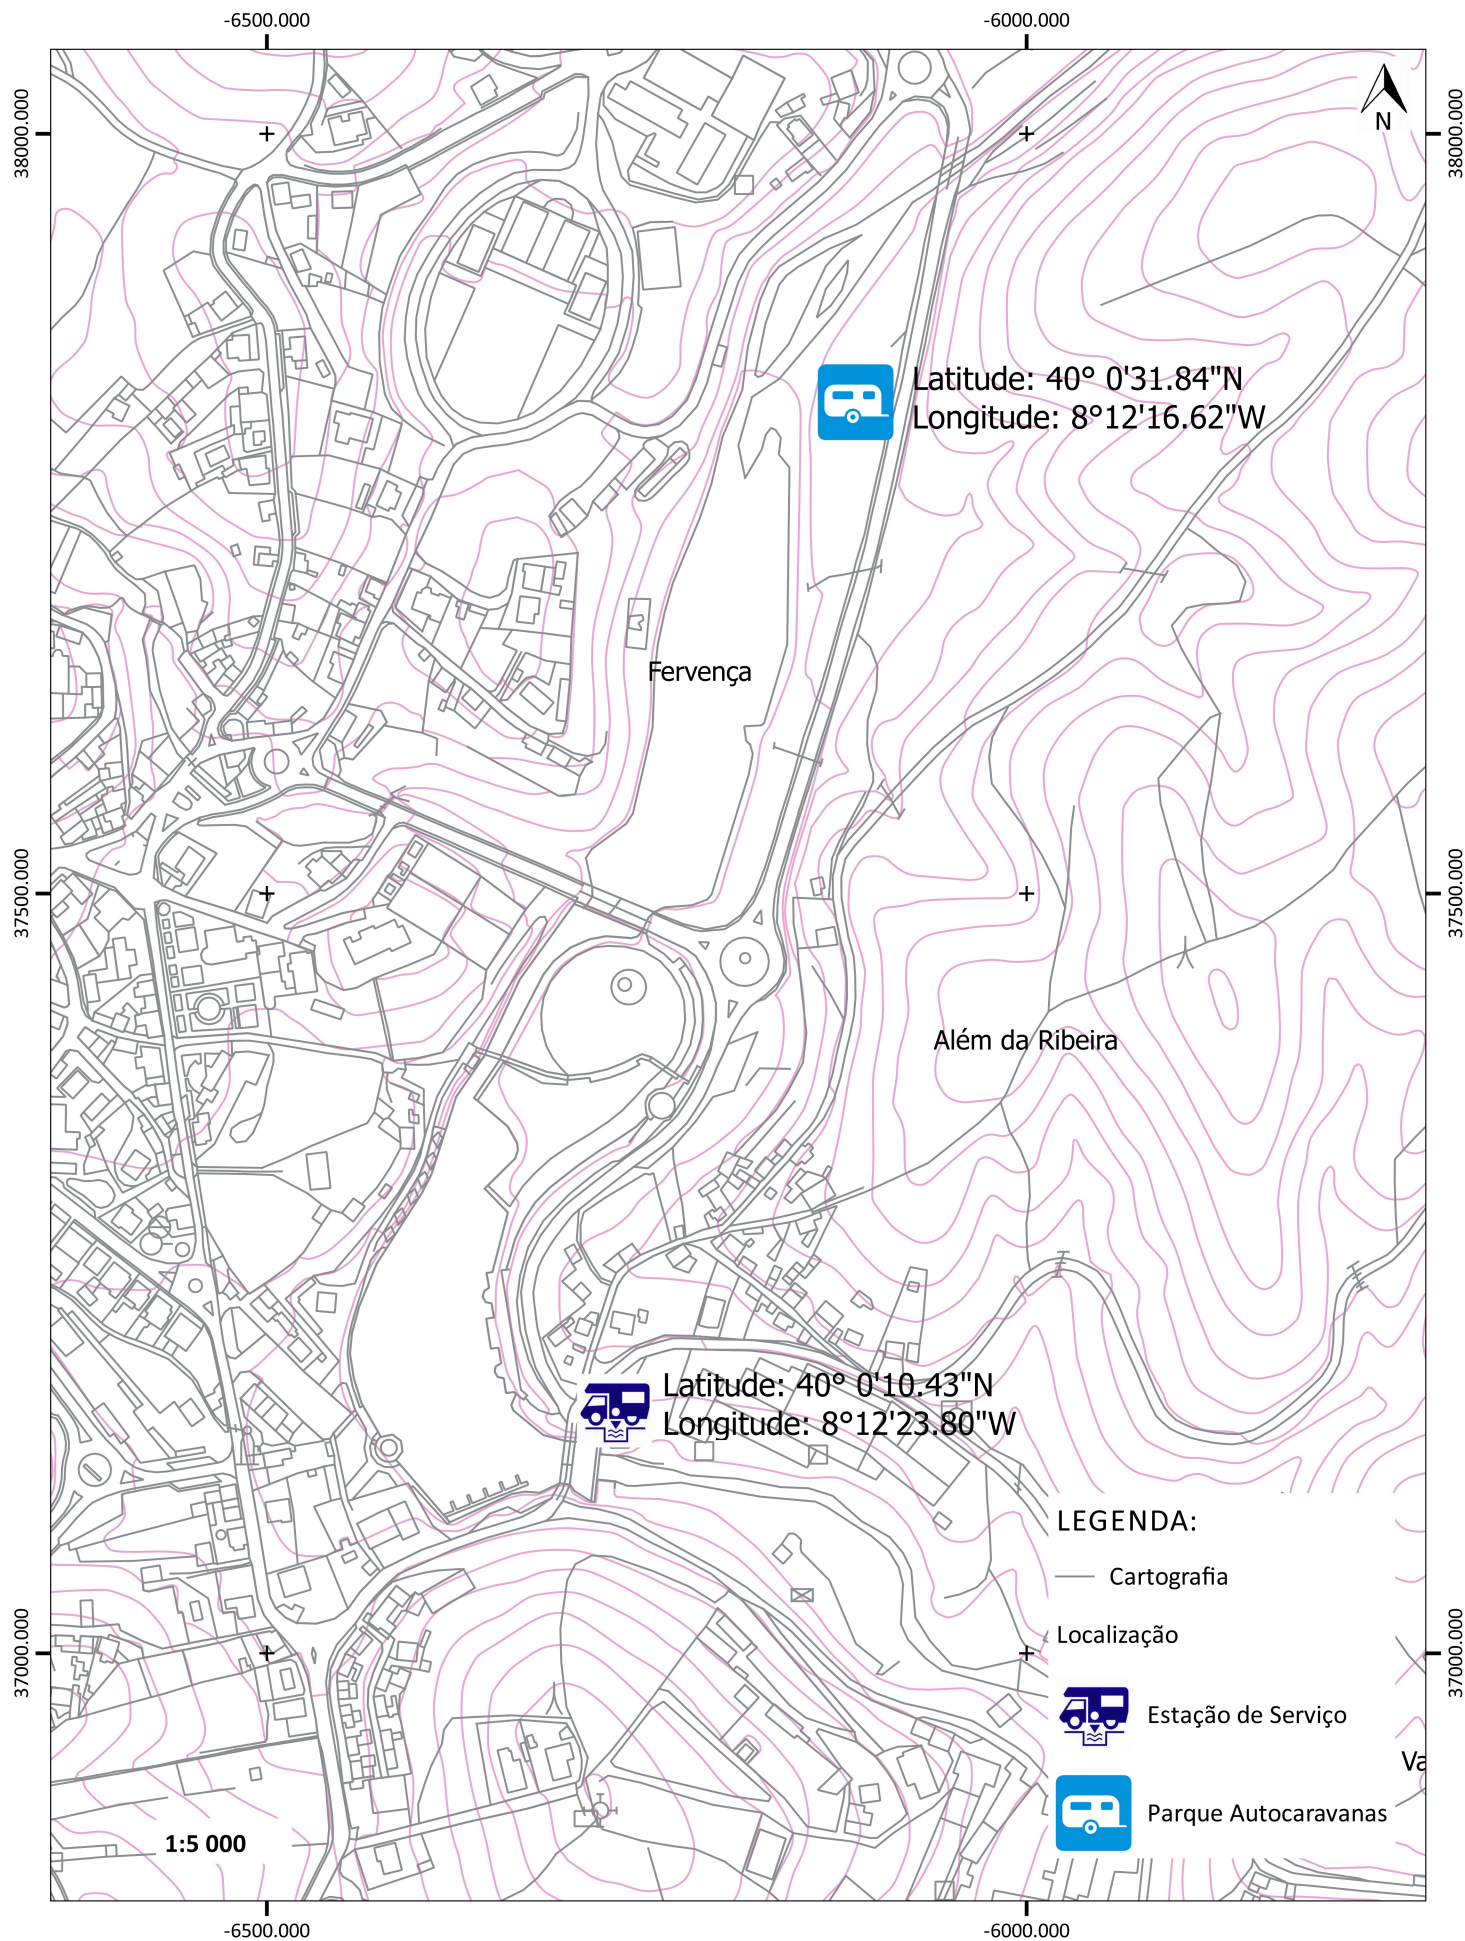 -6500.000
-6000.000
38000.000
38000.000
N
Latitude: 40° 0'31.84"N
Longitude: 8°12'16.62"W
Fervença
37500.000
37500.000
Além da Ribeira
Latitude: 40° 0'10.43"N
Longitude: 8°12'23.80"W
LEGENDA:
Cartografia
Localização
37000.000
37000.000
Estação de Serviço
Va
Parque Autocaravanas
1:5 000
-6500.000
-6000.000